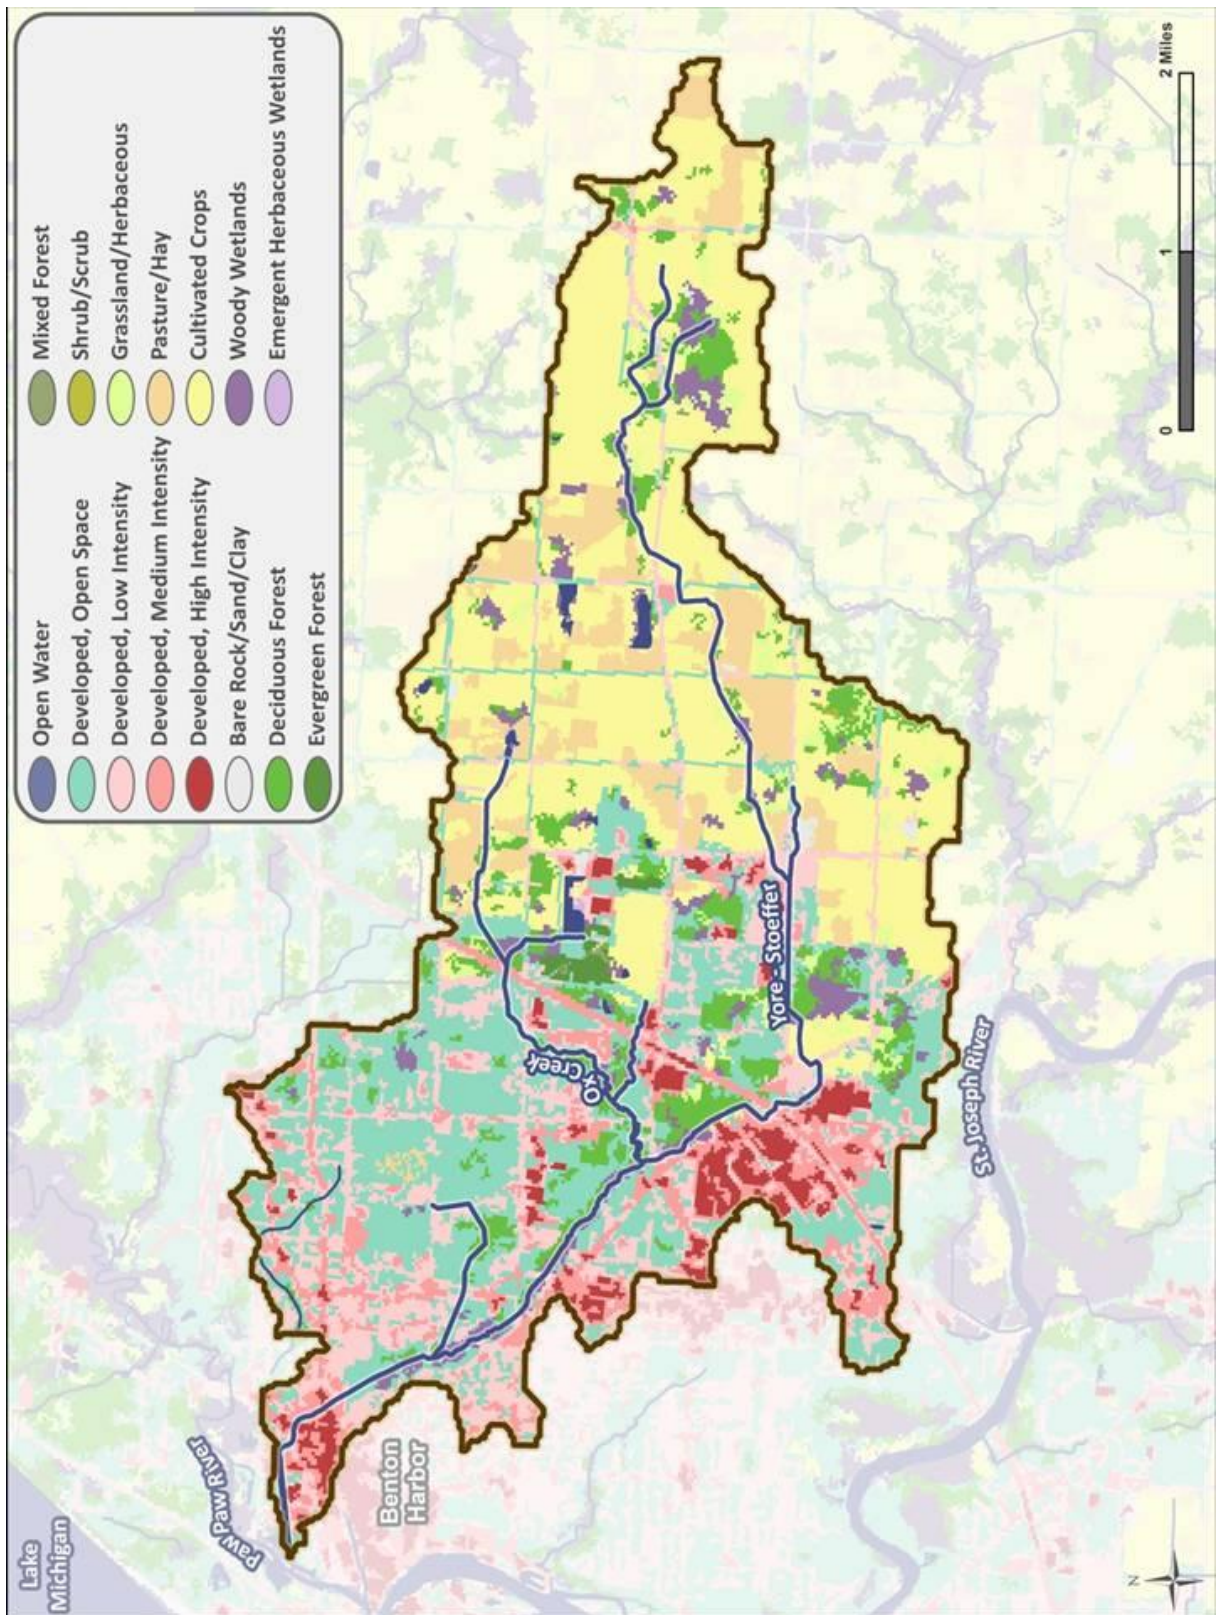 Open Water
Developed, Open Space
Developed, Low Intensity
Developed, Medium Intensity
Developed, High Intensity
Bare Rock/Sand/Clay
Deciduous Forest
Evergreen Forest
Mixed Forest
Shrub/Scrub
Grassland/Herbaceous
Pasture/Hay
Cultivated Crops
Woody Wetlands
Emergent Herbaceous Wetlands
Lake
Michigan
Paw Paw River
Benton
Harbor
Ox Creek
Yore - Stoeffer
St. Joseph River
N
0 1 2 Miles